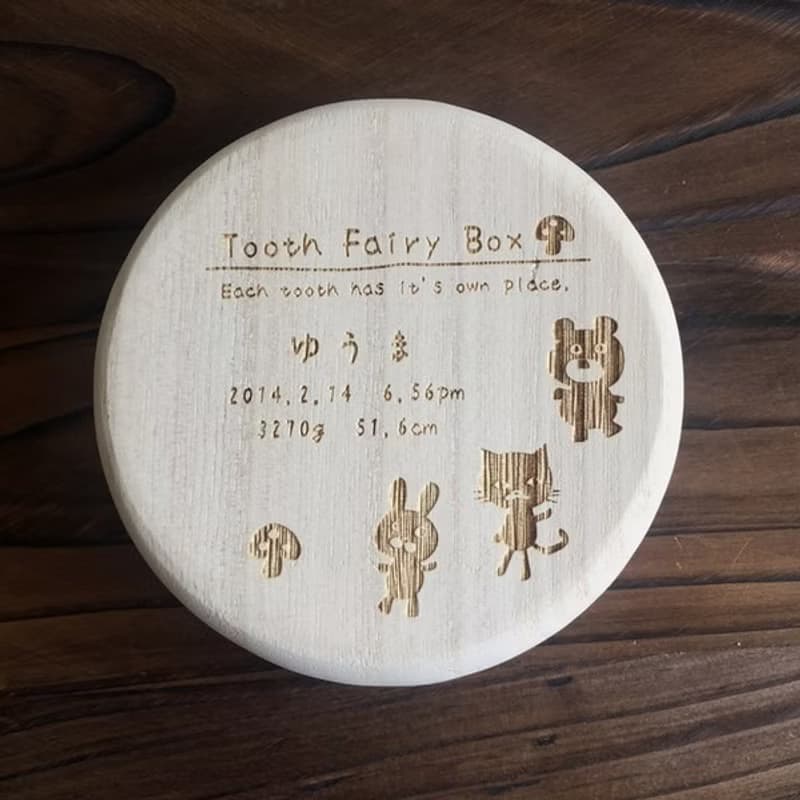 Tooth Fairy Box
Each tooth has it's own place.
ゆうま
2014.2.14 6.56pm
3270g 51.6cm